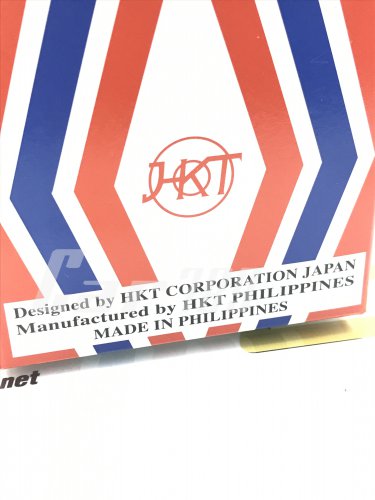 HKT
Designed by HKT CORPORATION JAPAN
Manufactured by HKT PHILIPPINES
MADE IN PHILIPPINES
net